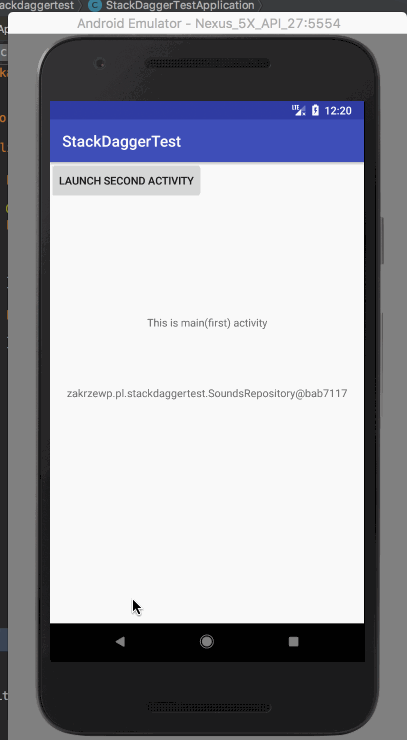 ckdaggertest
StackDaggerTestApplication
Android Emulator - Nexus_5X_API_27:5554
LTE
12:20
StackDaggerTest
LAUNCH SECOND ACTIVITY
This is main(first) activity
zakrzewp.pl.stackdaggertest.SoundsRepository@bab7117